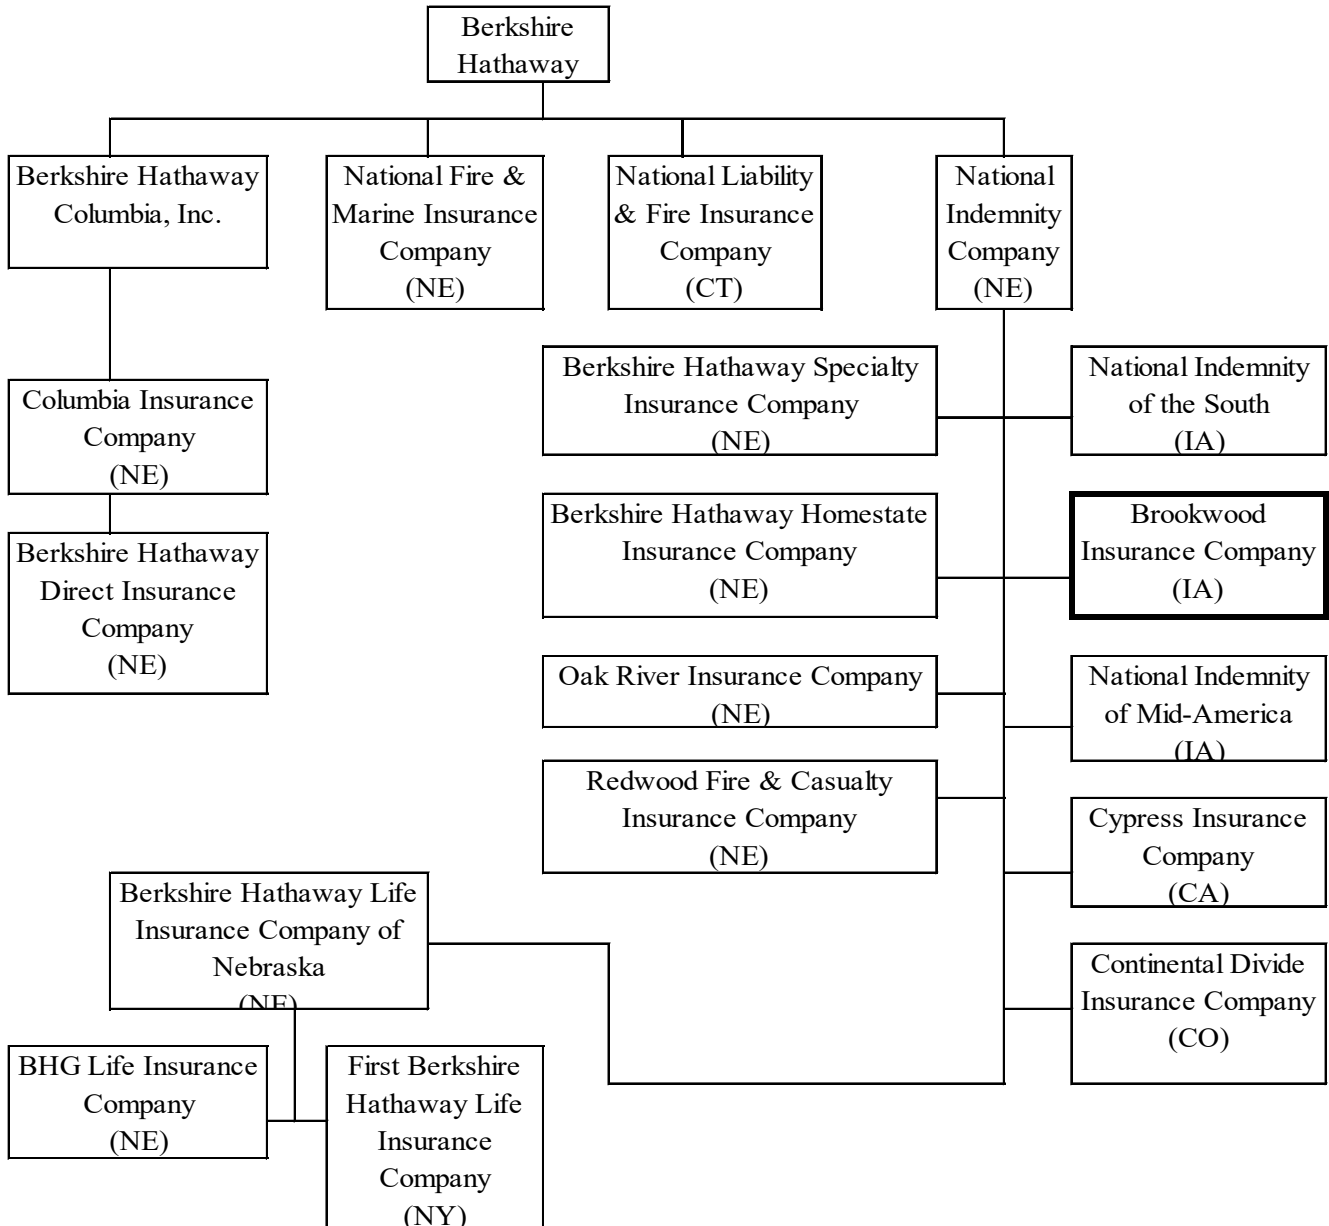 Berkshire
Hathaway
Berkshire Hathaway
Columbia, Inc.
National Fire &
Marine Insurance
Company
(NE)
National Liability
& Fire Insurance
Company
(CT)
National
Indemnity
Company
(NE)
Berkshire Hathaway Specialty
Insurance Company
(NE)
National Indemnity
of the South
(IA)
Columbia Insurance
Company
(NE)
Berkshire Hathaway Homestate
Insurance Company
(NE)
Brookwood
Insurance Company
(IA)
Berkshire Hathaway
Direct Insurance
Company
(NE)
Oak River Insurance Company
(NE)
National Indemnity
of Mid-America
(IA)
Redwood Fire & Casualty
Insurance Company
(NE)
Cypress Insurance
Company
(CA)
Berkshire Hathaway Life
Insurance Company of
Nebraska
(NE)
Continental Divide
Insurance Company
(CO)
BHG Life Insurance
Company
(NE)
First Berkshire
Hathaway Life
Insurance
Company
(NY)